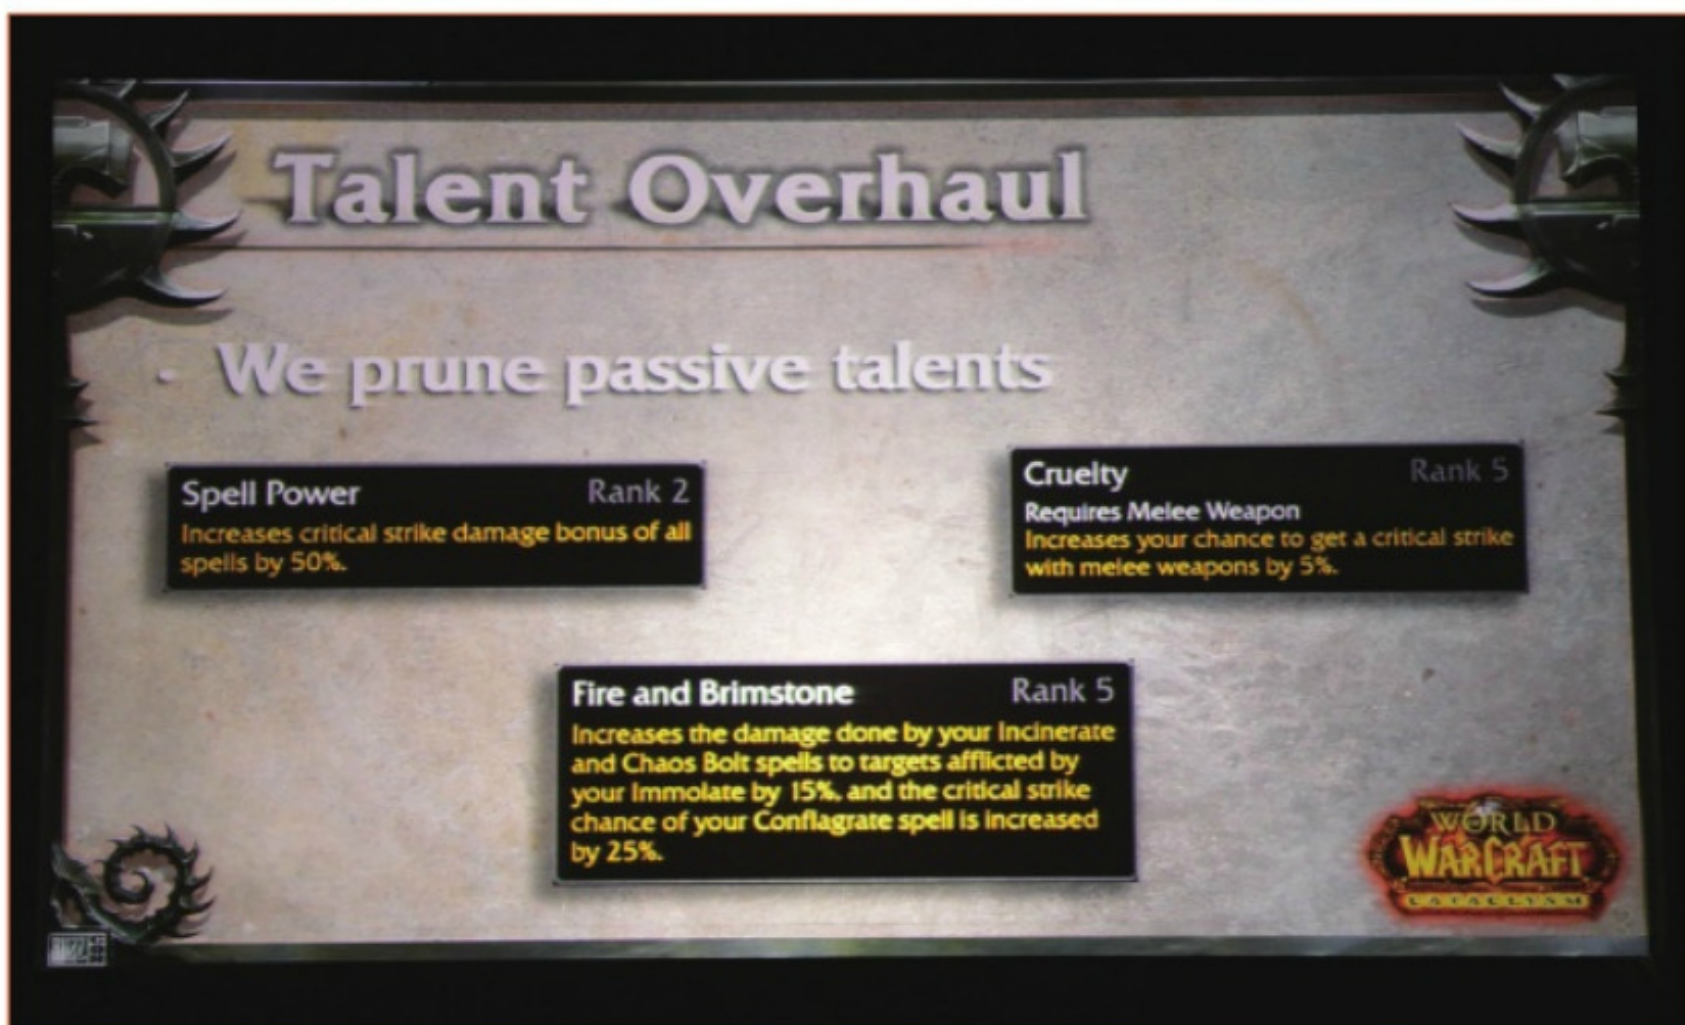 Talent Overhaul
· We prune passive talents
Spell Power Rank 2
Increases critical strike damage bonus of all
spells by 50%.
Cruelty Rank 5
Requires Melee Weapon
Increases your chance to get a critical strike
with melee weapons by 5%.
Fire and Brimstone Rank 5
Increases the damage done by your Incinerate
and Chaos Bolt spells to targets afflicted by
your Immolate by 15%, and the critical strike
chance of your Conflagrate spell is increased
by 25%.
WORLD
WARCRAFT
CATACLYSM